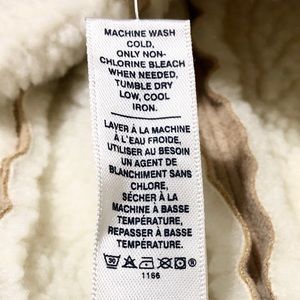 MACHINE WASH
COLD,
ONLY NON-
CHLORINE BLEACH
WHEN NEEDED,
TUMBLE DRY
LOW, COOL
IRON.
LAVER À LA MACHINE
À L'EAU FROIDE,
UTILISER AU BESOIN
UN AGENT DE
BLANCHIMENT SANS
CHLORE,
SÉCHER À LA
MACHINE À BASSE
TEMPÉRATURE,
REPASSER À BASSE
TEMPÉRATURE.
30
1166